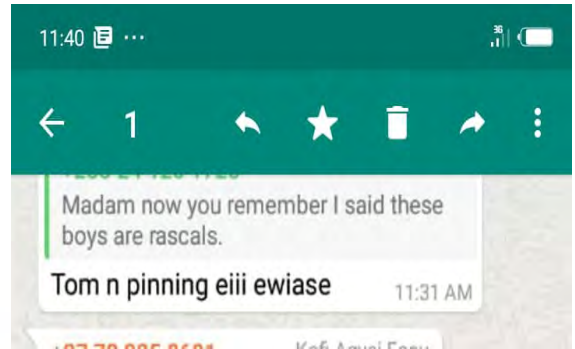 11:40
3G
1
Madam now you remember I said these
boys are rascals.
Tom n pinning eiii ewiase
11:31 AM